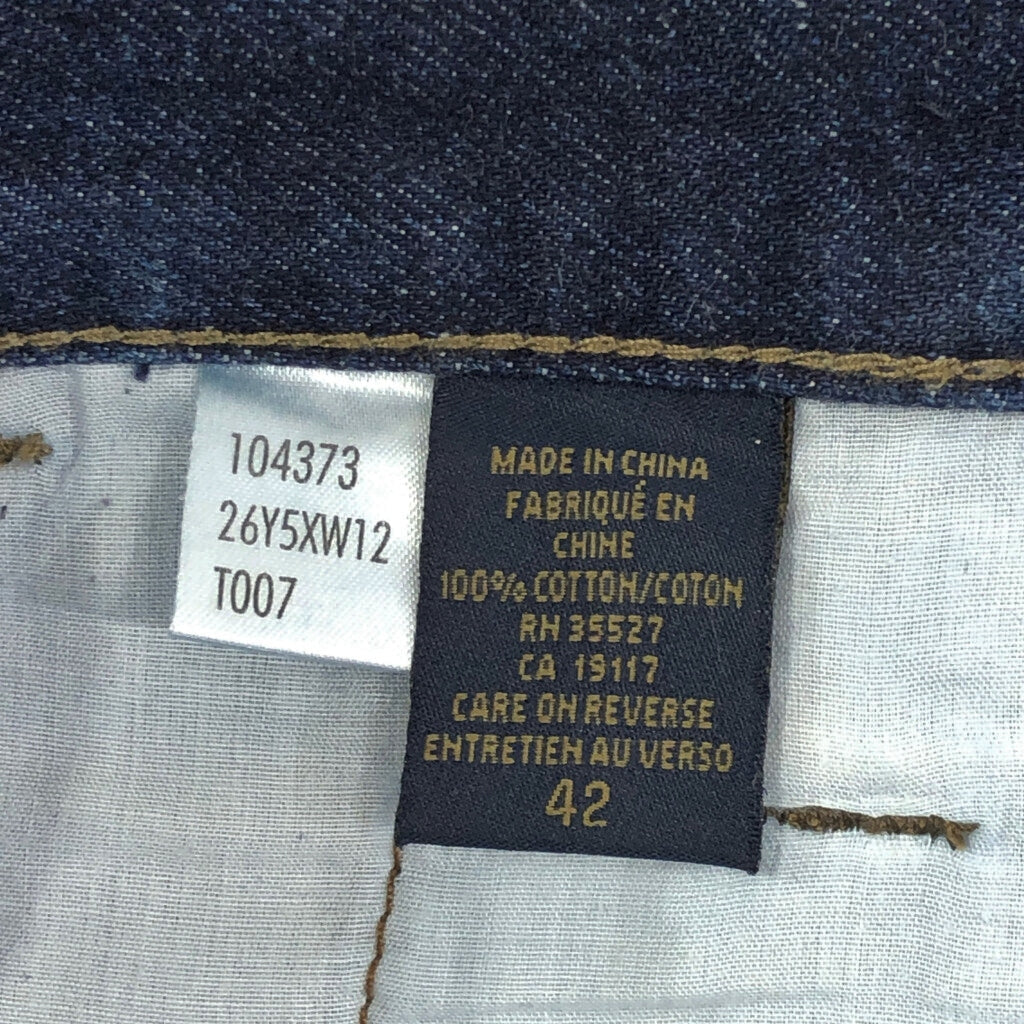 104373
26Y5XW12
T007
MADE IN CHINA
FABRIQUÉ EN
CHINE
100% COTTON/COTON
RN 35527
CA 19117
CARE ON REVERSE
ENTRETIEN AU VERSO
42